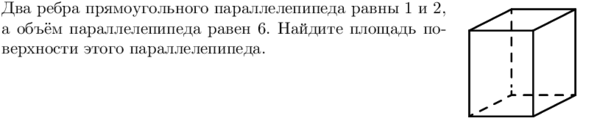 Два ребра прямоугольного параллелепипеда равны 1 и 2,
а объём параллелепипеда равен 6. Найдите площадь по-
верхности этого параллелепипеда.